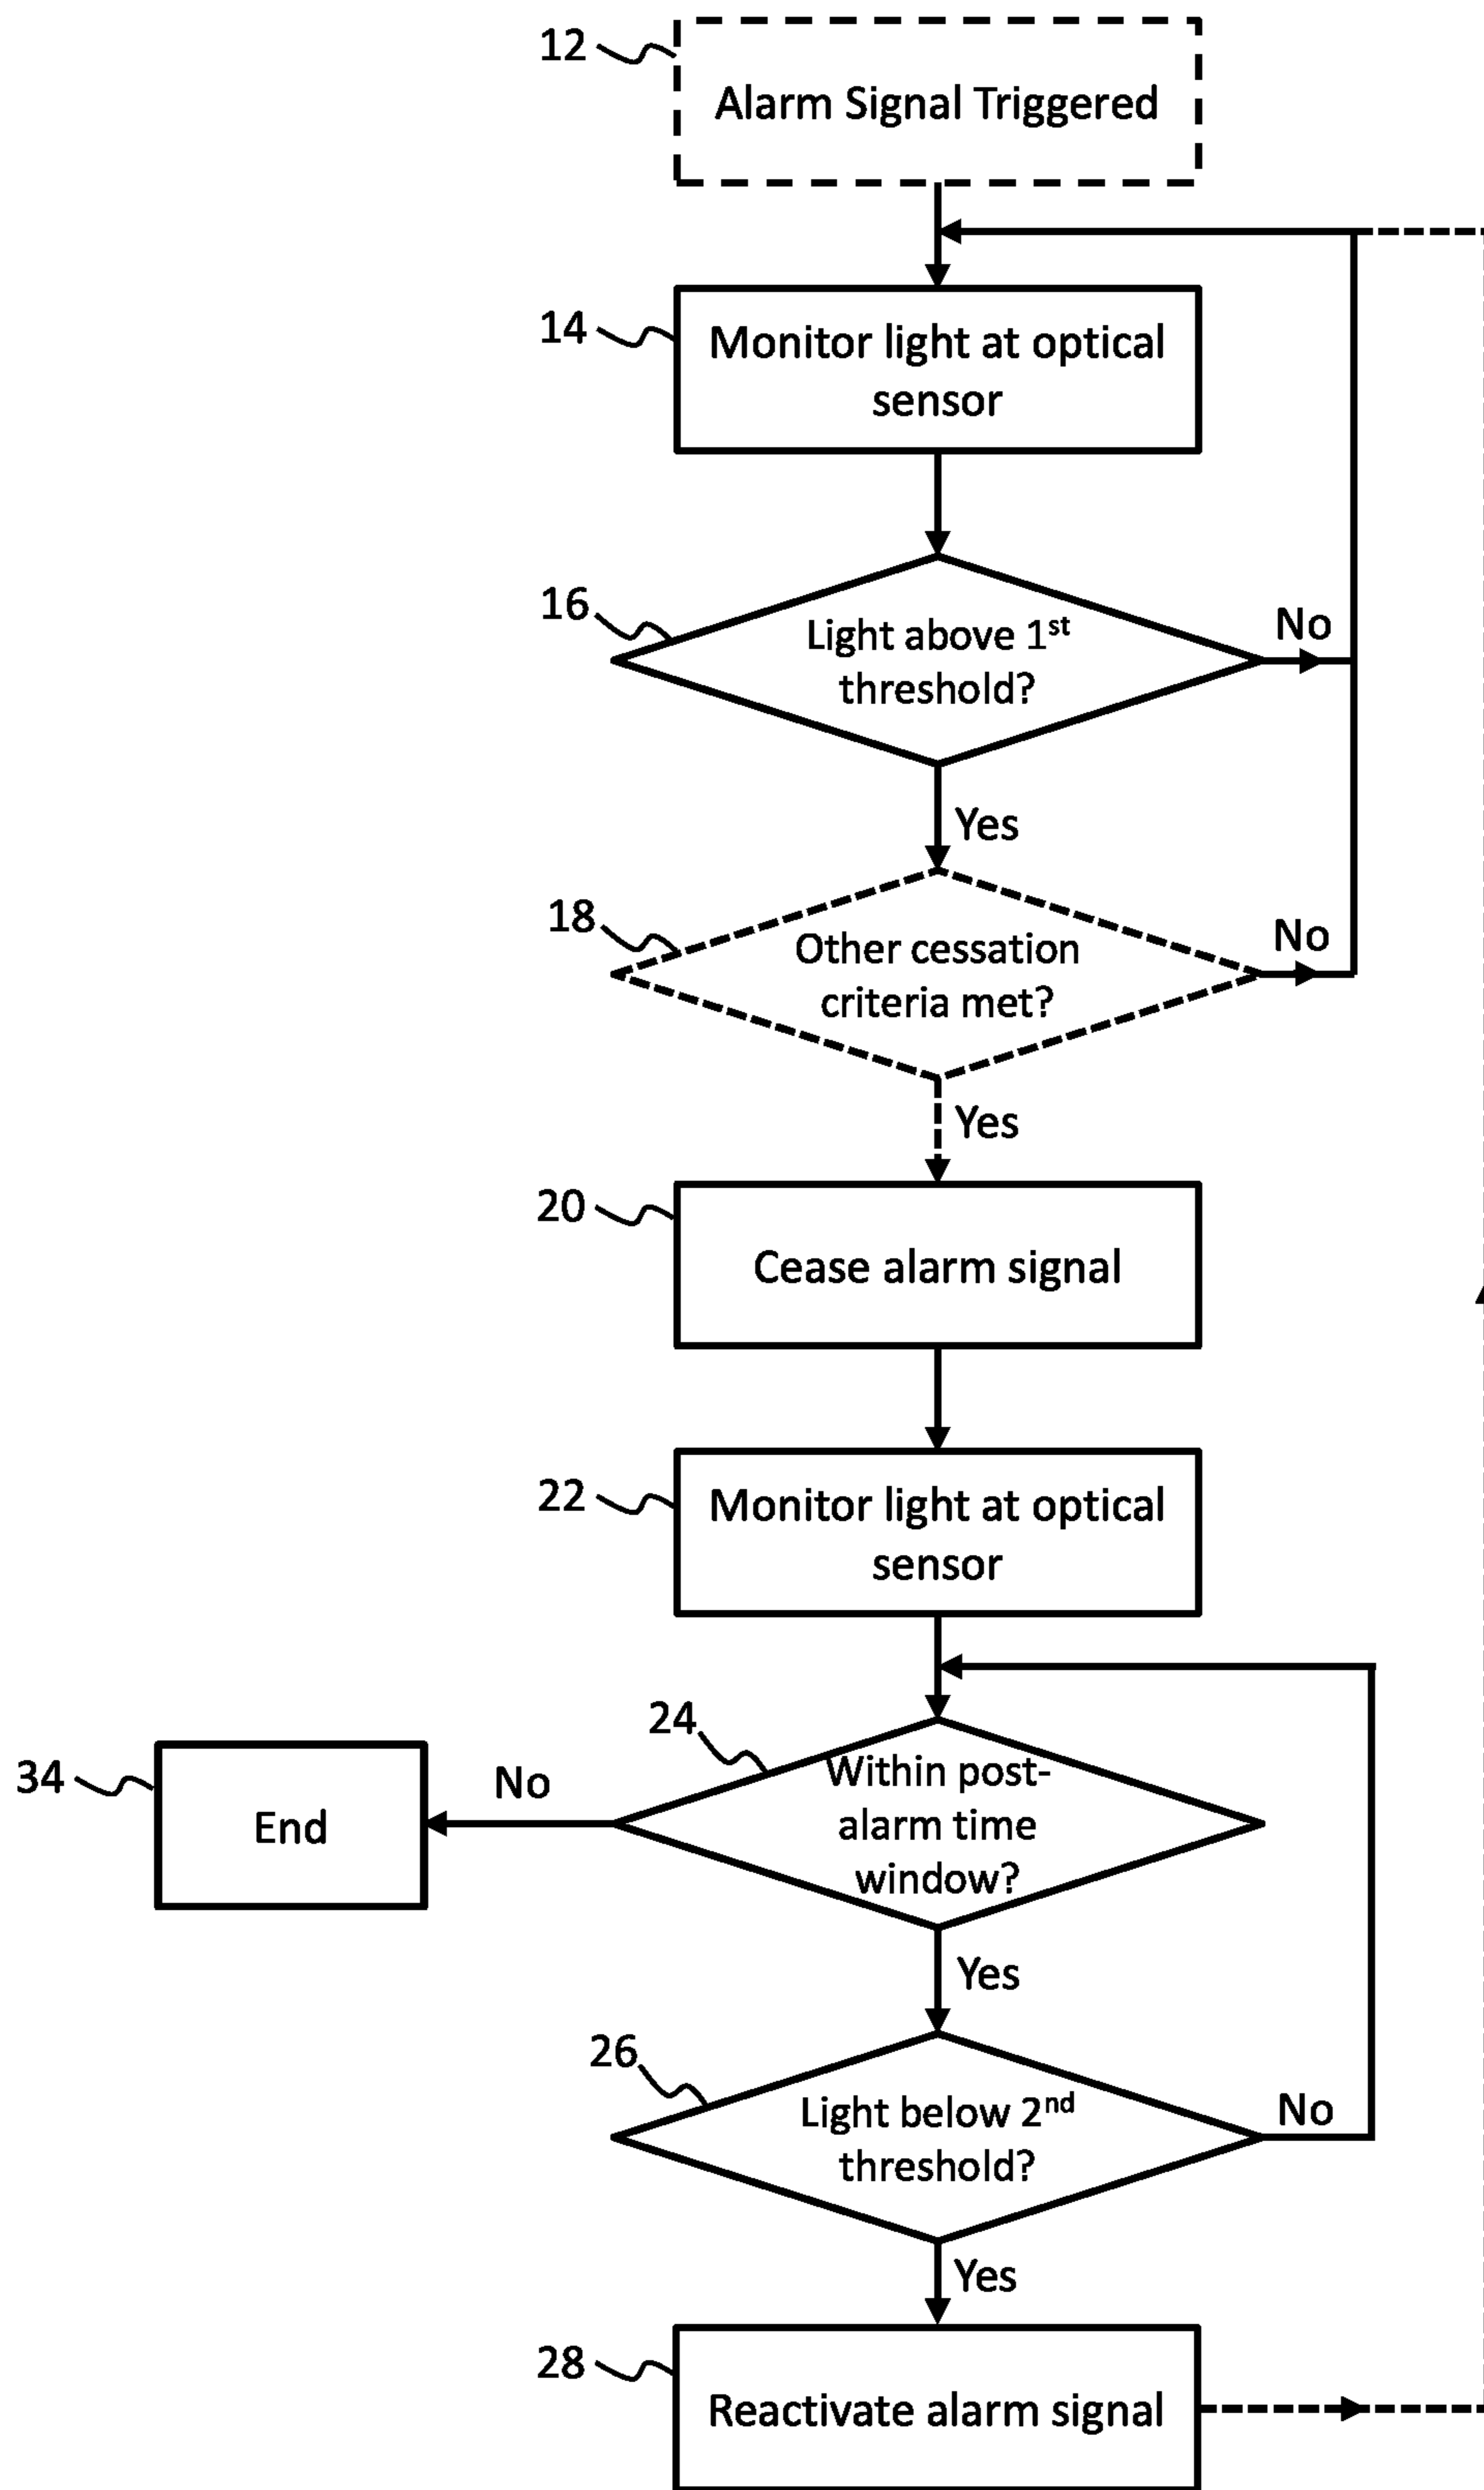 12
Alarm Signal Triggered
14
Monitor light at optical
sensor
16
Light above 1st
threshold?
No
Yes
18
Other cessation
criteria met?
No
Yes
20
Cease alarm signal
22
Monitor light at optical
sensor
24
Within post-
alarm time
window?
No
34
End
Yes
26
Light below 2nd
threshold?
No
Yes
28
Reactivate alarm signal